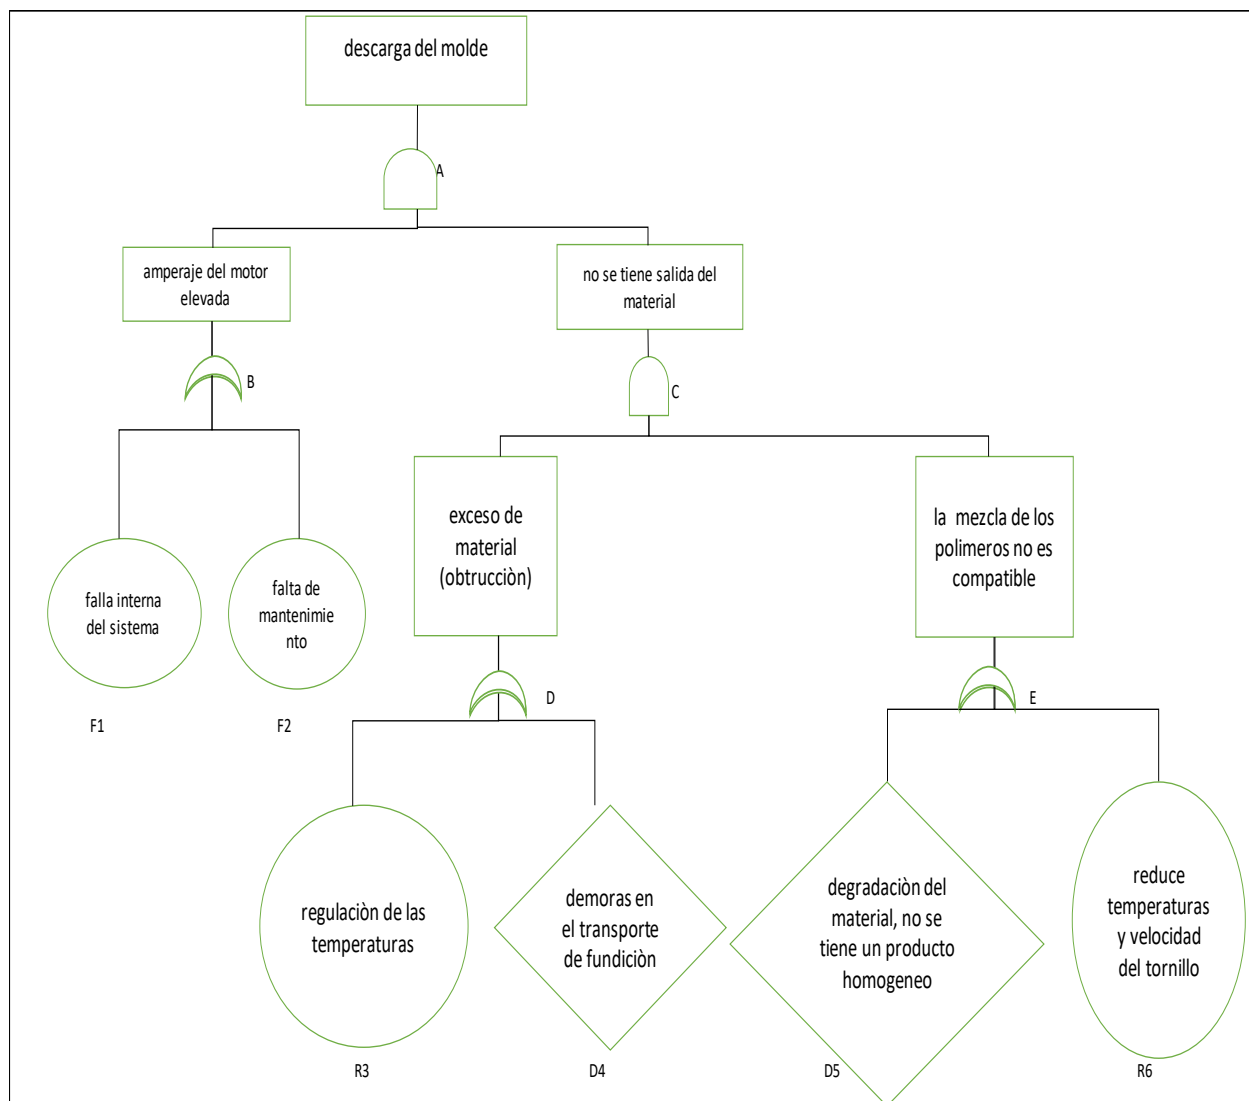 descarga del molde
A
amperaje del motor
elevada
no se tiene salida del
material
B
C
exceso de
material
(obtrucciòn)
la  mezcla de los
polimeros no es
compatible
falla interna
del sistema
falta de
mantenimie
nto
F1
F2
D
E
regulaciòn de las
temperaturas
demoras en
el transporte
de fundiciòn
degradaciòn del
material, no se
tiene un producto
homogeneo
reduce
temperaturas
y velocidad
del tornillo
R3
D4
D5
R6